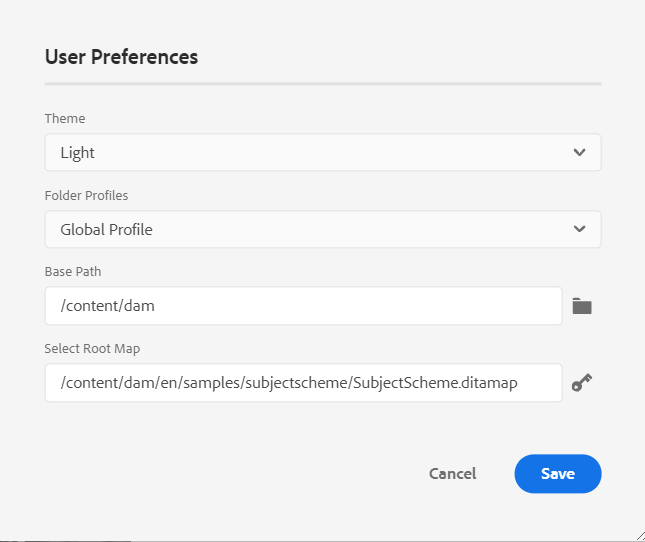 User Preferences
Theme
Light
Folder Profiles
Global Profile
Base Path
/content/dam
Select Root Map
/content/dam/en/samples/subjectscheme/SubjectScheme.ditamap
Cancel
Save